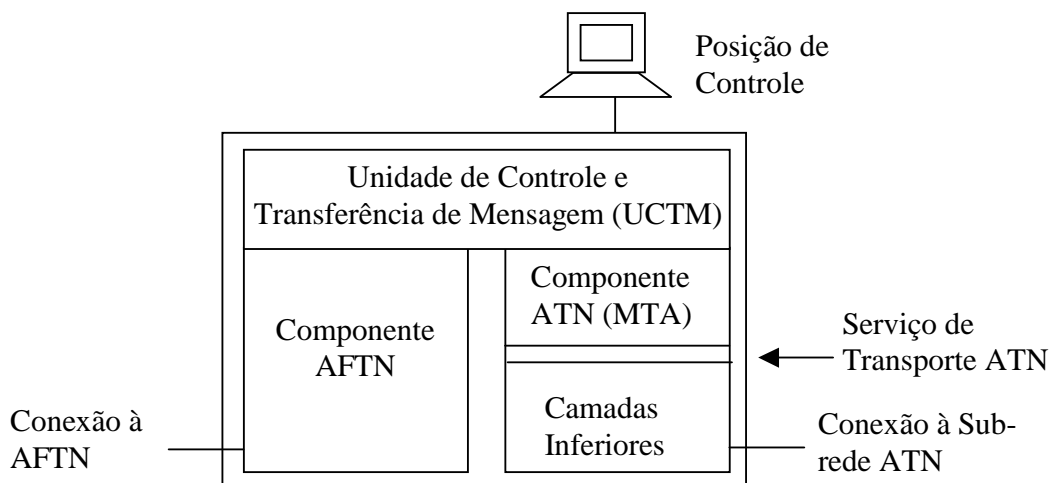 Posição de
Controle
Unidade de Controle e
Transferência de Mensagem (UCTM)
Componente
AFTN
Componente
ATN (MTA)
Serviço de
Transporte ATN
Camadas
Inferiores
Conexão à
AFTN
Conexão à Sub-
rede ATN